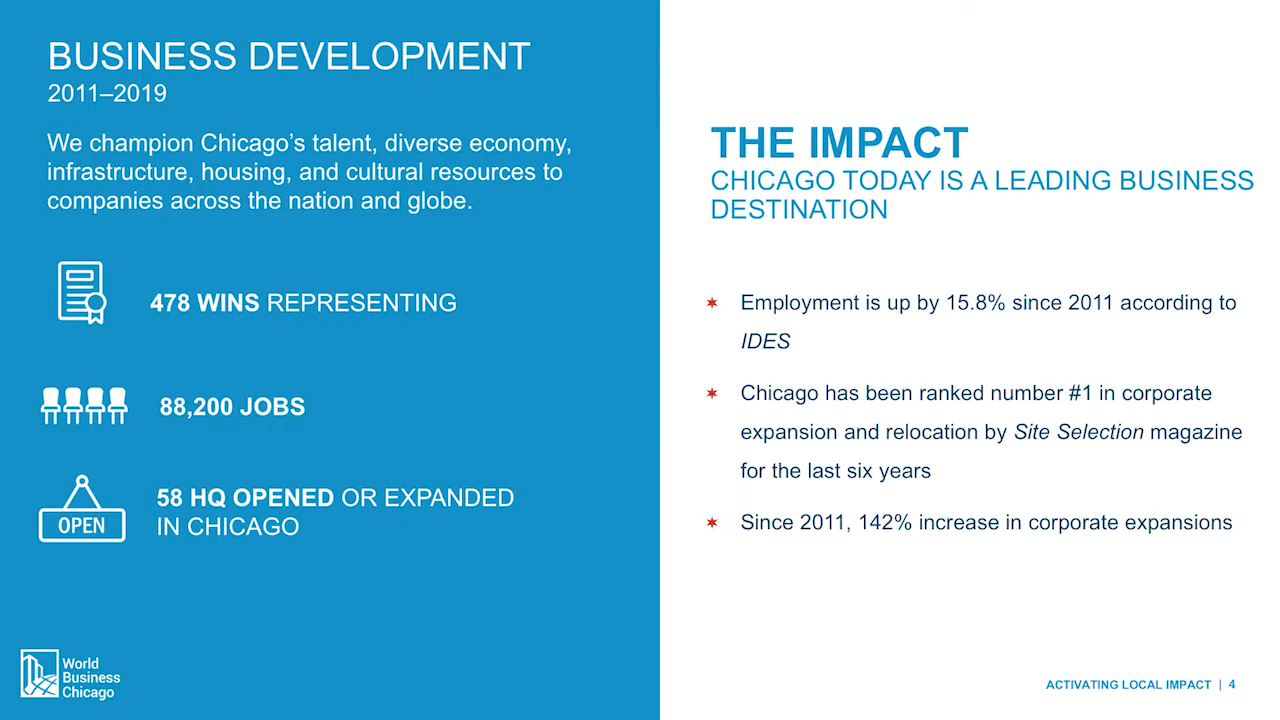 BUSINESS DEVELOPMENT
2011–2019
We champion Chicago’s talent, diverse economy,
infrastructure, housing, and cultural resources to
companies across the nation and globe.
478 WINS REPRESENTING
88,200 JOBS
OPEN
58 HQ OPENED OR EXPANDED
IN CHICAGO
World
Business
Chicago
THE IMPACT
CHICAGO TODAY IS A LEADING BUSINESS
DESTINATION
Employment is up by 15.8% since 2011 according to
IDES
Chicago has been ranked number #1 in corporate
expansion and relocation by Site Selection magazine
for the last six years
Since 2011, 142% increase in corporate expansions
ACTIVATING LOCAL IMPACT | 4